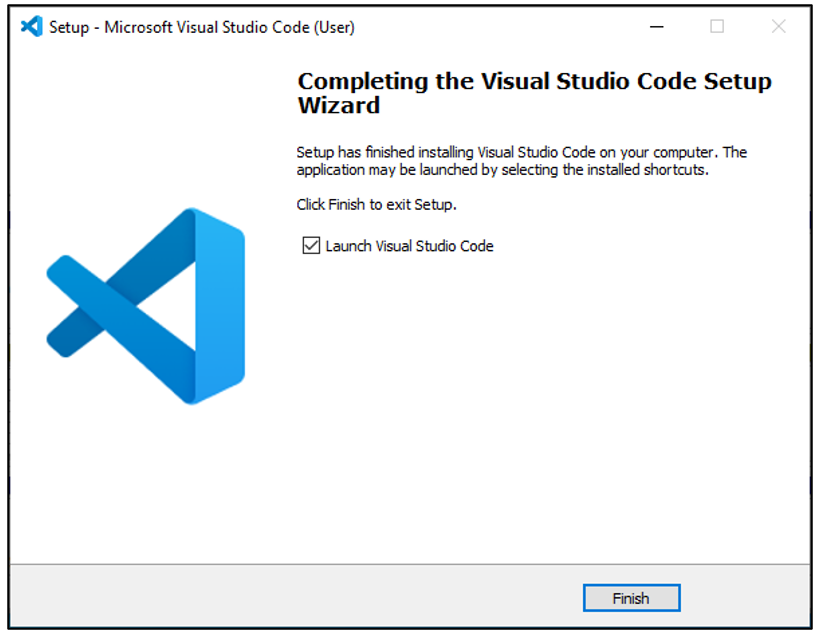 Setup - Microsoft Visual Studio Code (User)
Completing the Visual Studio Code Setup
Wizard
Setup has finished installing Visual Studio Code on your computer. The
application may be launched by selecting the installed shortcuts.
Click Finish to exit Setup.
Launch Visual Studio Code
Finish